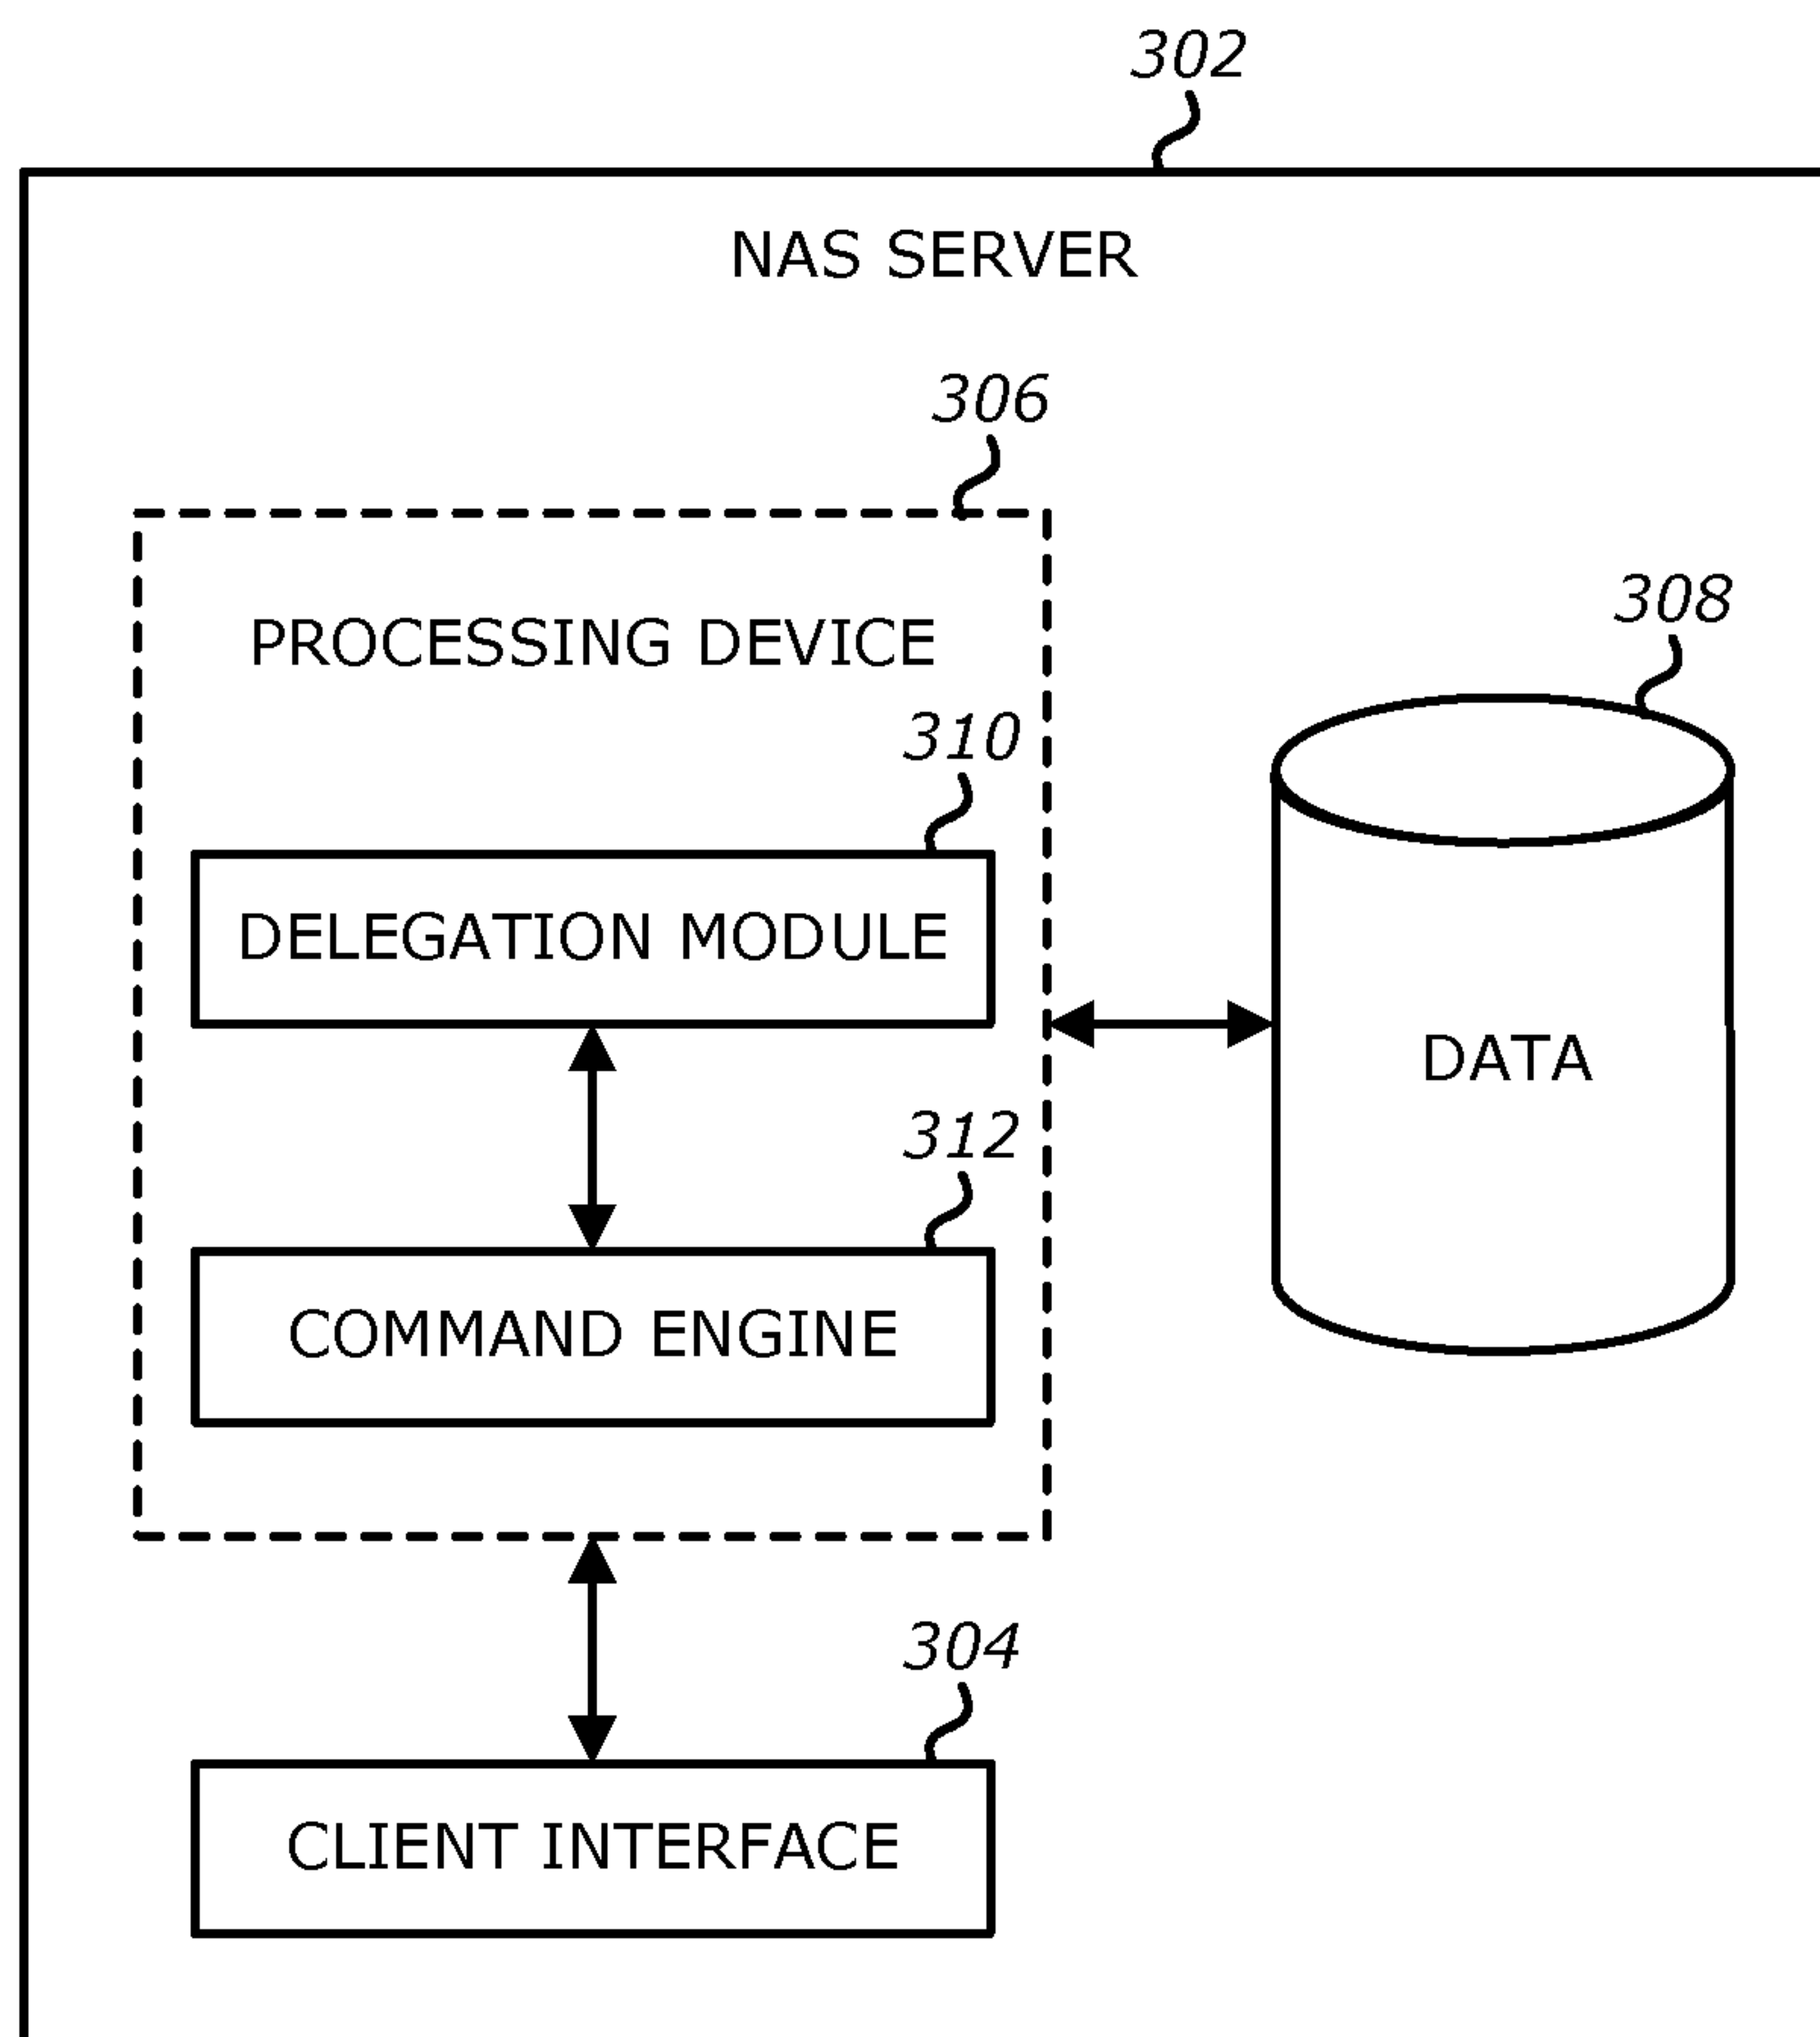 302
NAS SERVER
306
PROCESSING DEVICE
308
310
DELEGATION MODULE
DATA
312
COMMAND ENGINE
304
CLIENT INTERFACE